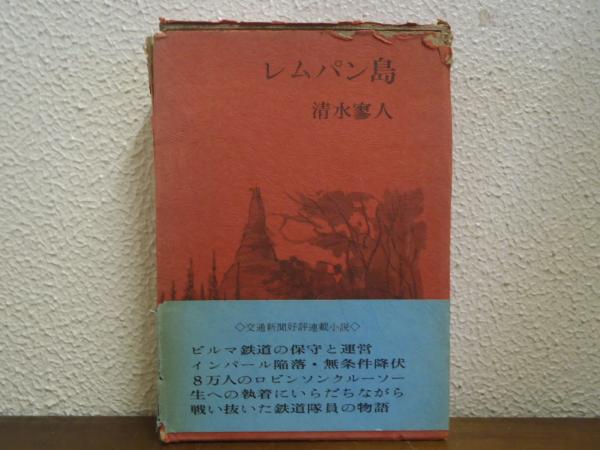 レムパン島
清水寥人
◇交通新聞好評連載小説◇
ビルマ鉄道の保守と運営
インパール陥落・無条件降伏
8万人のロビンソンクルーソー
生への執着にいらだちながら
戦い抜いた鉄道隊員の物語